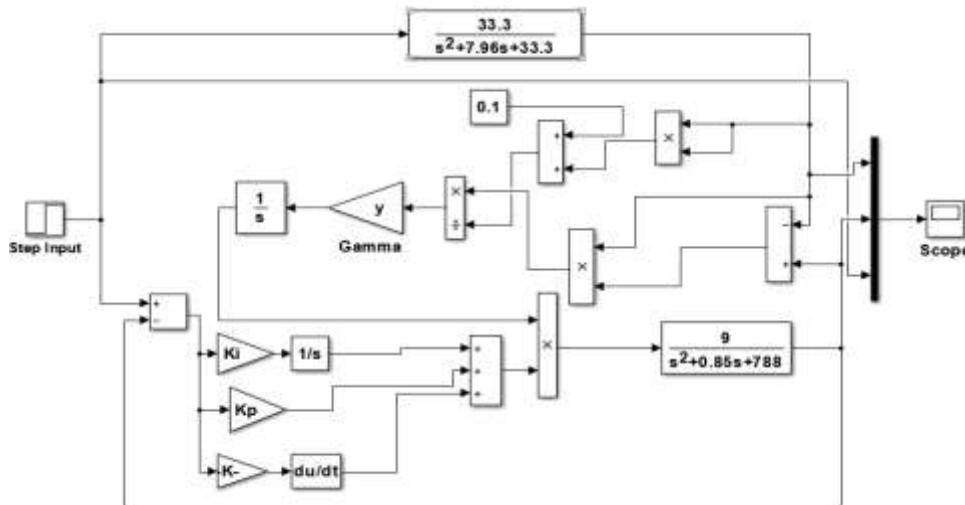 33.3
s2+7.96s+33.3
0.1
+
+
×
1
s
y
×
÷
Gamma
×
−
+
Step Input
Scope
+
−
Ki
1/s
+
+
+
×
9
s2+0.85s+788
Kp
K-
du/dt